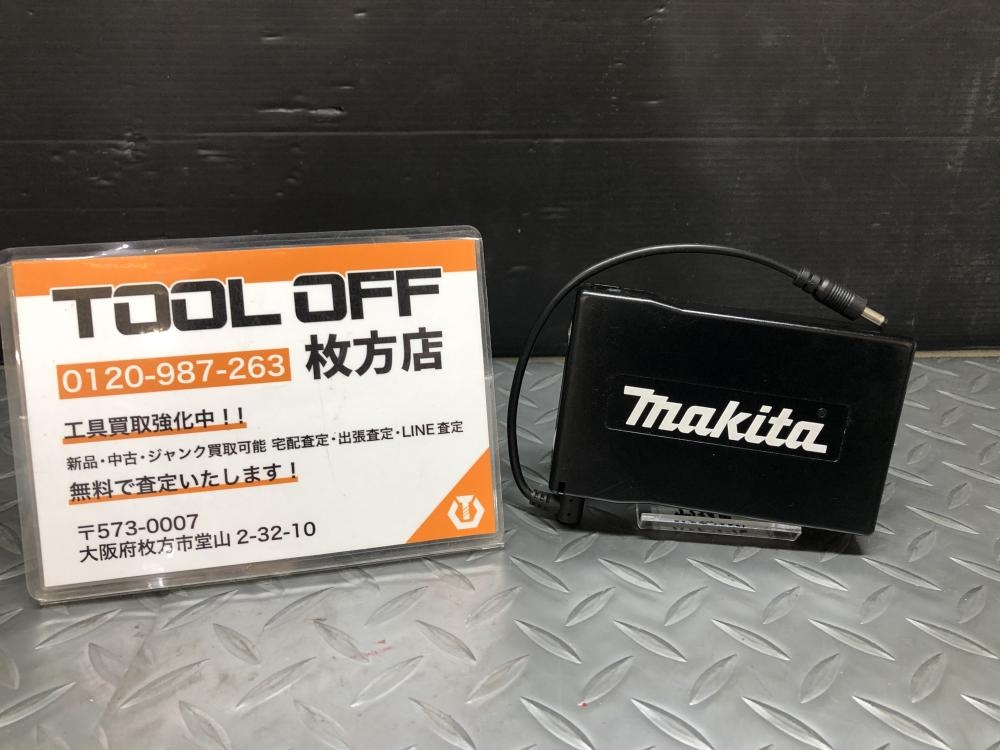 TOOL OFF
0120-987-263 枚方店
工具買取強化中！！
新品・中古・ジャンク買取可能 宅配査定・出張査定・LINE査定
無料で査定いたします！
〒573-0007
大阪府枚方市堂山 2-32-10
makita®